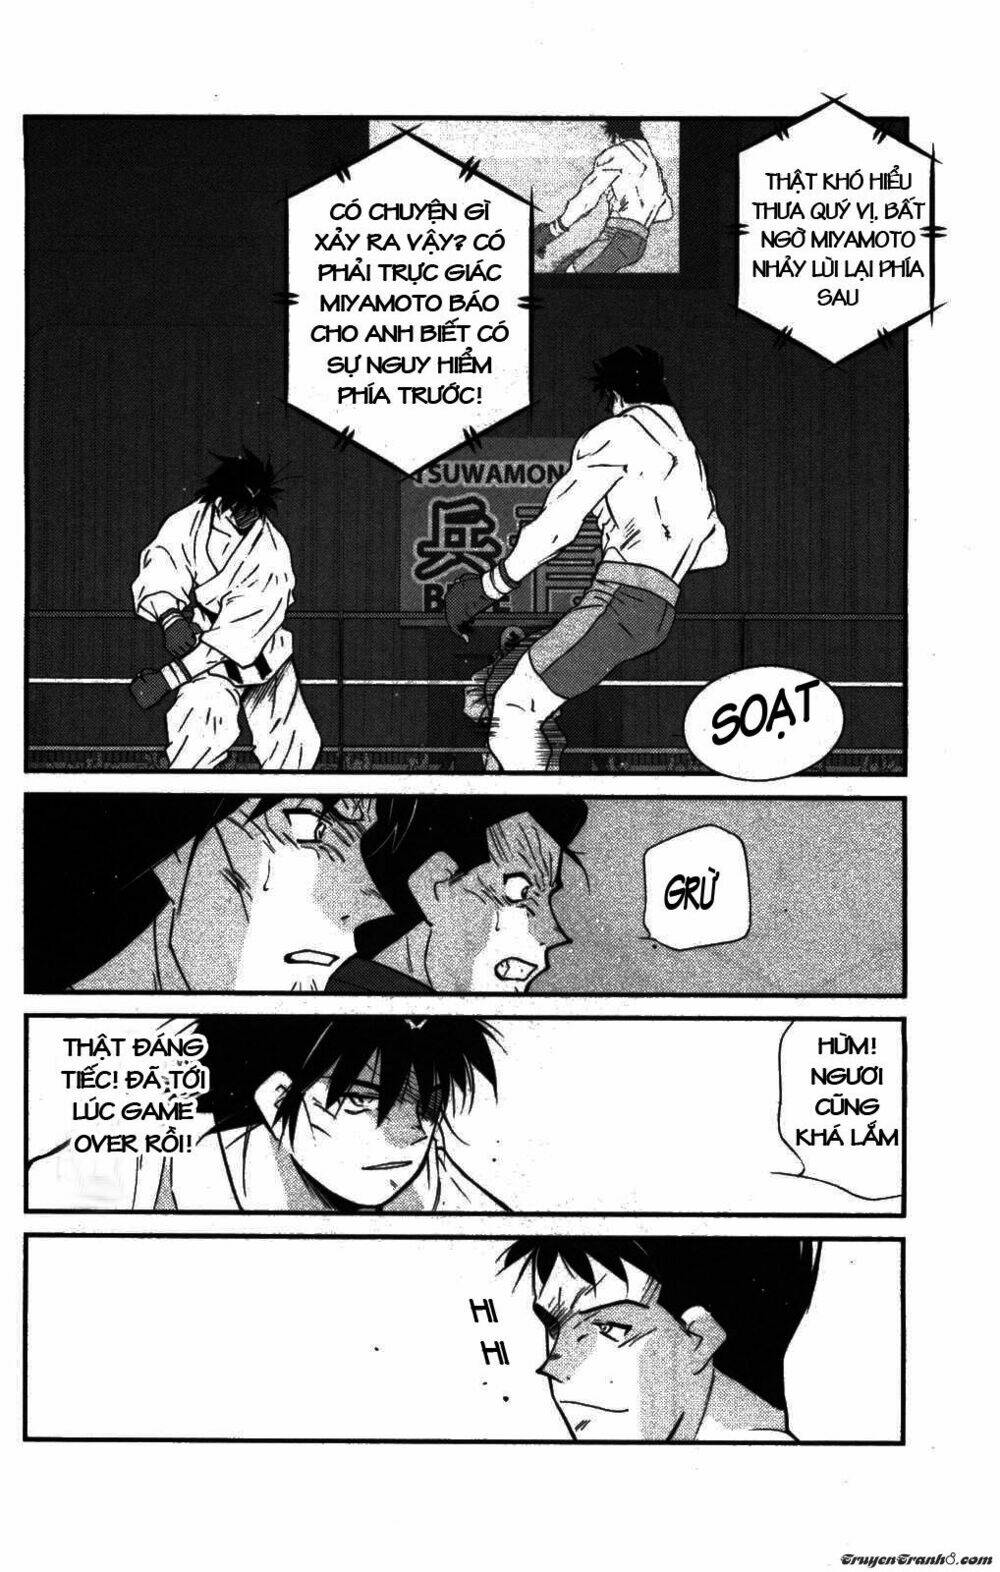 THẬT KHÓ HIỂU
THƯA QUÝ VỊ. BẤT
NGỜ MIYAMOTO
NHẢY LÙI LẠI PHÍA
SAU
CÓ CHUYỆN GÌ
XẢY RA VẬY? CÓ
PHẢI TRỰC GIÁC
MIYAMOTO BÁO
CHO ANH BIẾT CÓ
SỰ NGUY HIỂM
PHÍA TRƯỚC!
TSUWAMON
兵
SOẠT
GRỪ
HỪM!
NGƯƠI
CŨNG
KHÁ LẮM
THẬT ĐÁNG
TIẾC! ĐÃ TỚI
LÚC GAME
OVER RỒI!
HI
HI
TruyenTranh8.com